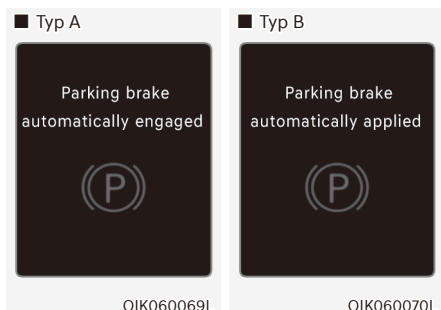 ■ Typ A
Parking brake
automatically engaged
P
OIK060069L
■ Typ B
Parking brake
automatically applied
P
OIK060070L